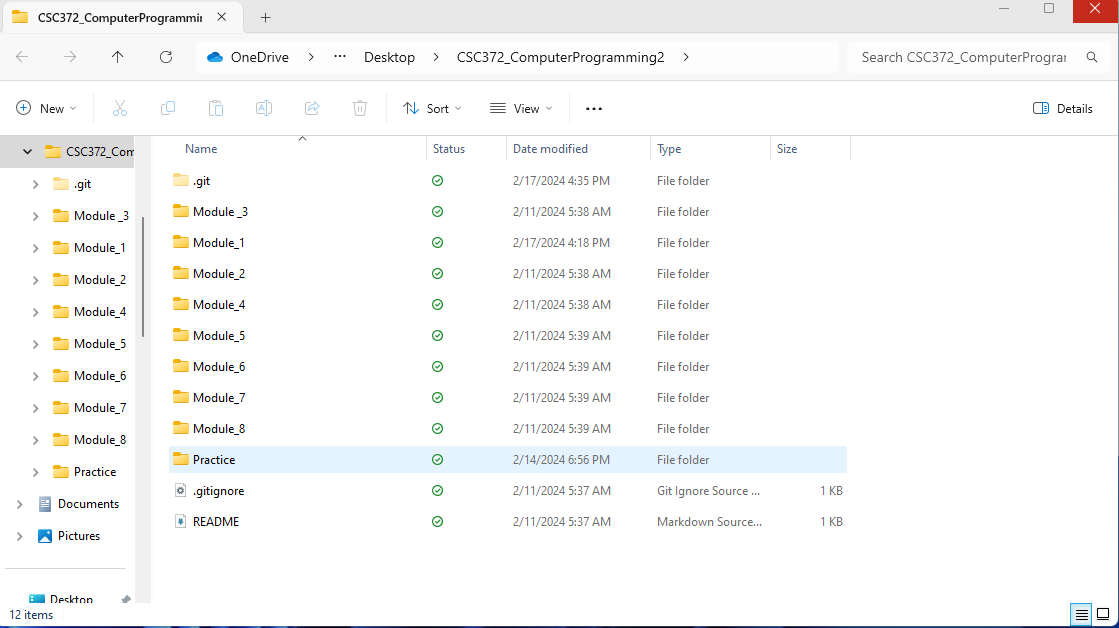 CSC372_ComputerProgrammin
OneDrive Desktop CSC372_ComputerProgramming2 Search CSC372_ComputerPrograr
New Sort View Details
CSC372_Com
.git
Module _3
Module_1
Module_2
Module_4
Module_5
Module_6
Module_7
Module_8
Practice
Documents
Pictures
Desktop
Name Status Date modified Type Size
.git 2/17/2024 4:35 PM File folder
Module _3 2/11/2024 5:38 AM File folder
Module_1 2/17/2024 4:18 PM File folder
Module_2 2/11/2024 5:38 AM File folder
Module_4 2/11/2024 5:38 AM File folder
Module_5 2/11/2024 5:39 AM File folder
Module_6 2/11/2024 5:39 AM File folder
Module_7 2/11/2024 5:39 AM File folder
Module_8 2/11/2024 5:39 AM File folder
Practice 2/14/2024 6:56 PM File folder
.gitignore 2/11/2024 5:37 AM Git Ignore Source ... 1 KB
README 2/11/2024 5:37 AM Markdown Source... 1 KB
12 items